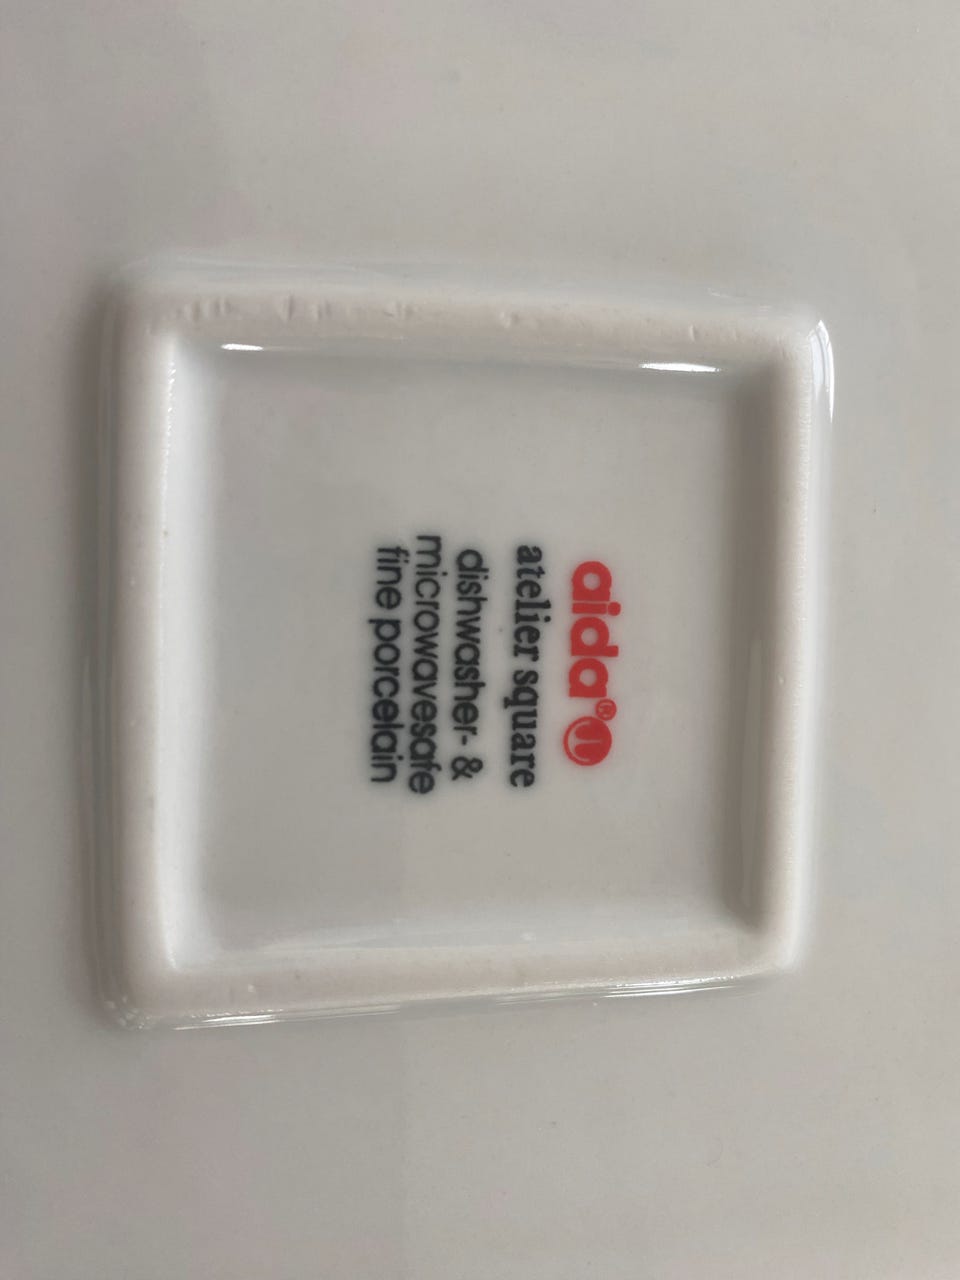 aida®
atelier square
dishwasher- &
microwavesafe
fine porcelain